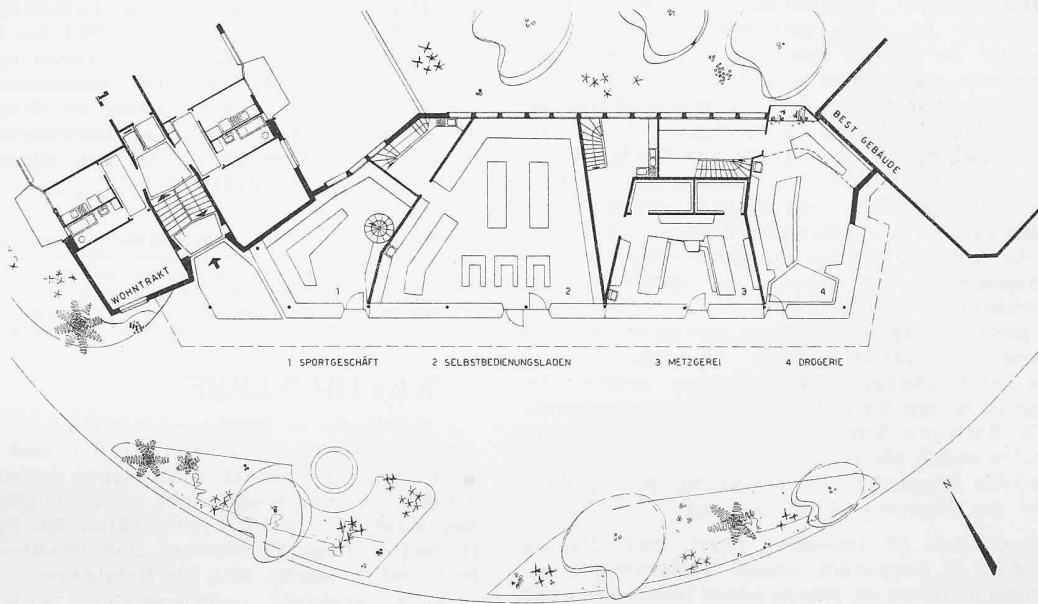 BEST GEBÄUDE
WOHNTRAKT
1
2
3
4
1 SPORTGESCHÄFT 2 SELBSTBEDIENUNGSLADEN 3 METZGEREI 4 DROGERIE
N